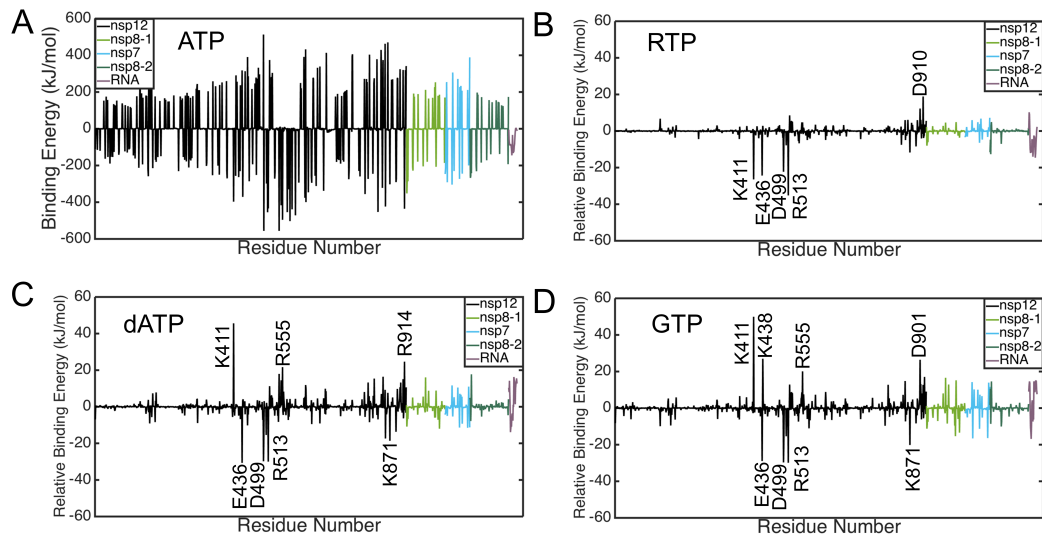 A
Binding Energy (kJ/mol)
600
400
200
0
-200
-400
-600
nsp12
nsp8-1
nsp7
nsp8-2
RNA
ATP
Residue Number
B
Relative Binding Energy (kJ/mol)
60
40
20
0
-20
-40
-60
RTP
nsp12
nsp8-1
nsp7
nsp8-2
RNA
D910
K411
E436
D499
R513
Residue Number
C
Relative Binding Energy (kJ/mol)
60
40
20
0
-20
-40
-60
dATP
nsp12
nsp8-1
nsp7
nsp8-2
RNA
K411
R555
R914
E436
D499
R513
K871
Residue Number
D
Relative Binding Energy (kJ/mol)
60
40
20
0
-20
-40
-60
GTP
nsp12
nsp8-1
nsp7
nsp8-2
RNA
K411
K438
R555
D901
E436
D499
R513
K871
Residue Number